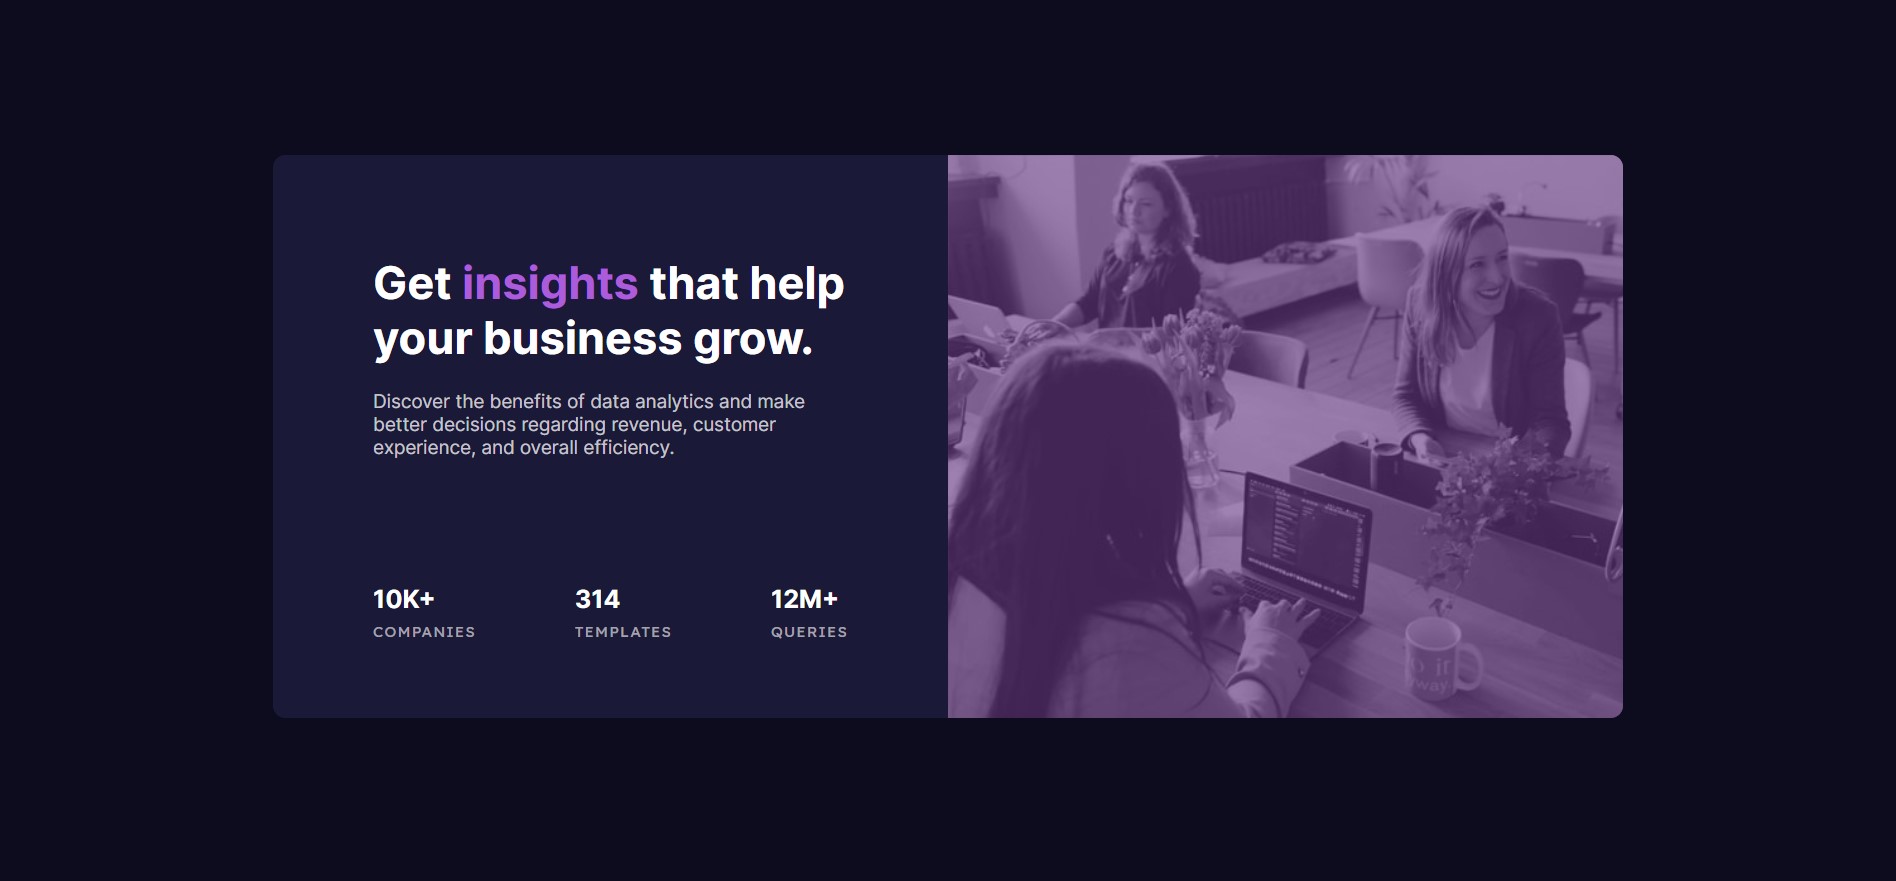 Get insights that help
your business grow.
Discover the benefits of data analytics and make
better decisions regarding revenue, customer
experience, and overall efficiency.
10K+ 314 12M+
COMPANIES TEMPLATES QUERIES
way.